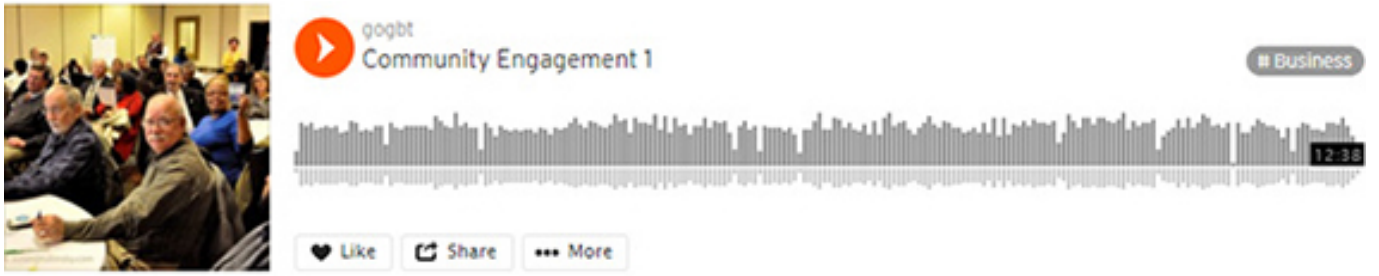 gogbt
Community Engagement 1
# Business
12:38
Like
Share
More